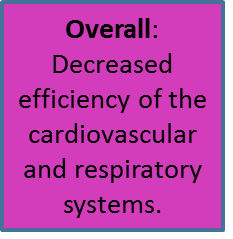 Overall:
Decreased
efficiency of the
cardiovascular
and respiratory
systems.